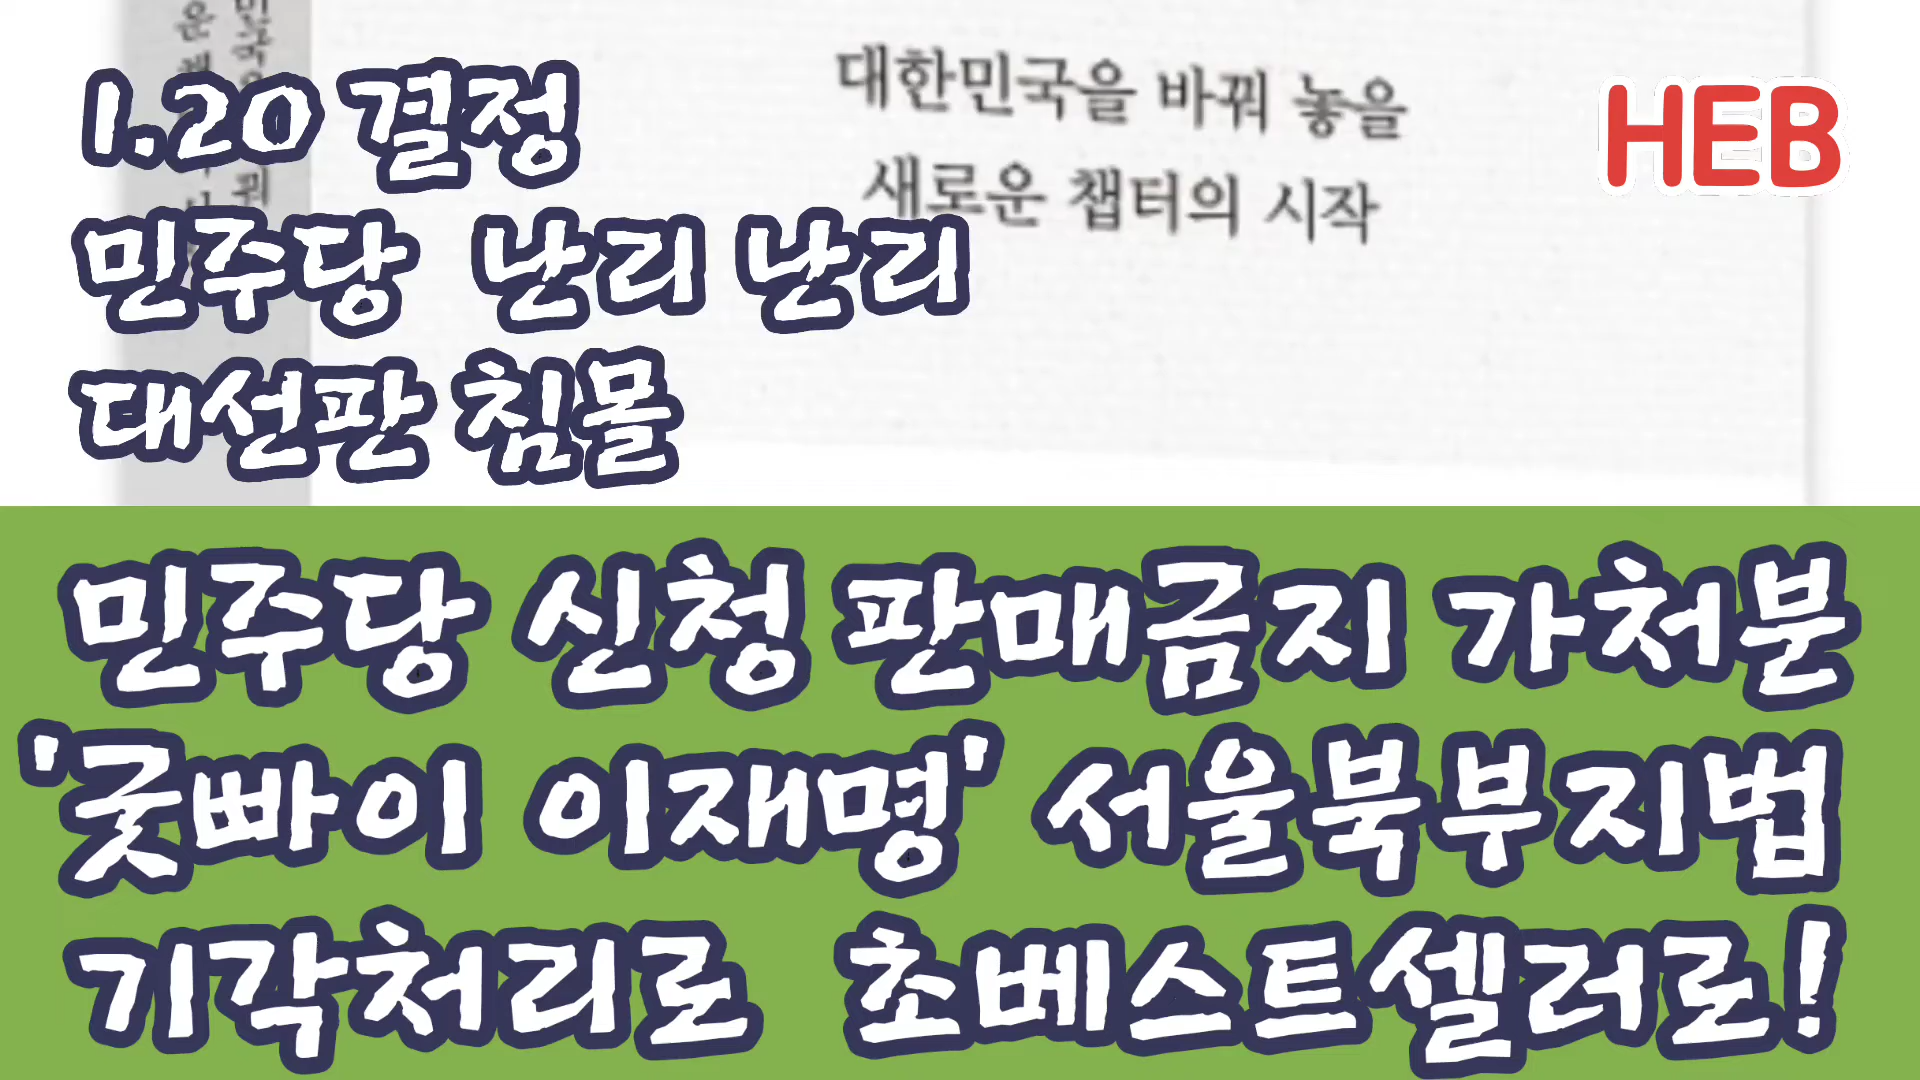 1.20 결정
민주당 난리 난리
대선판 침몰
대한민국을 바꿔 놓을
새로운 챕터의 시작
HEB
민주당 신청 판매금지 가처분
'굿빠이 이재명' 서울북부지법
기각처리로 초베스트셀러로!